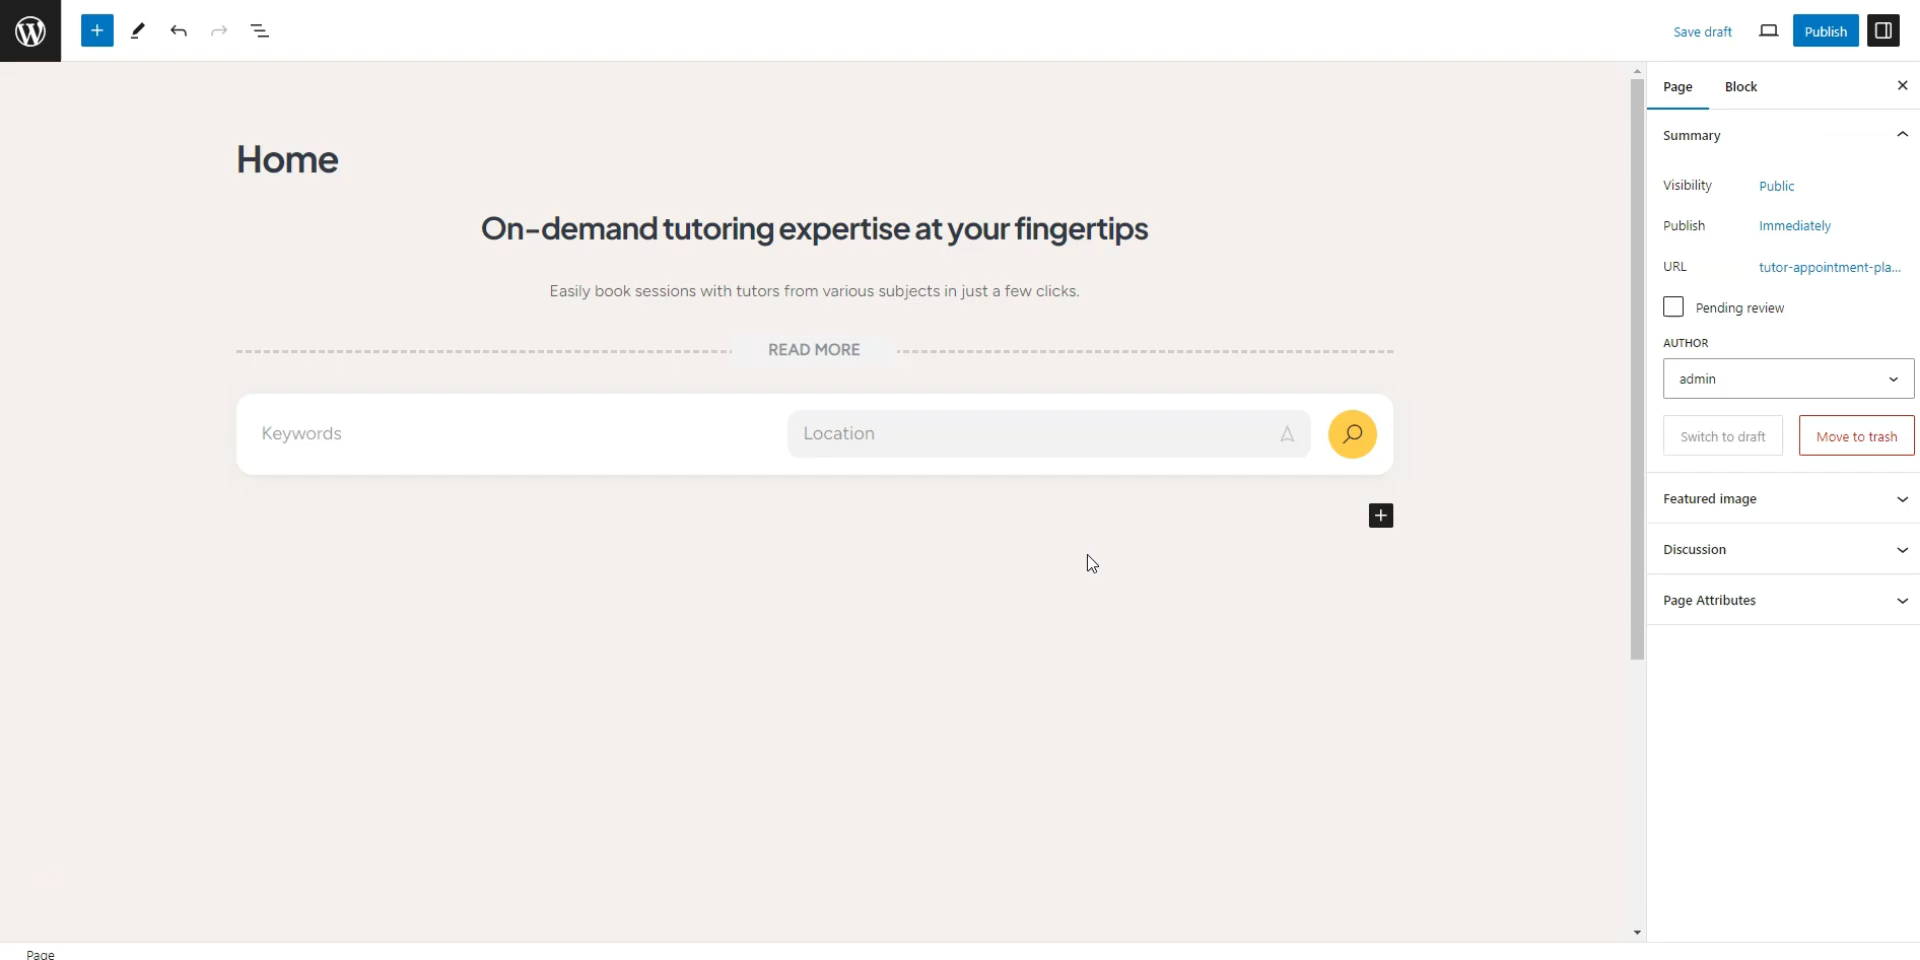 Save draft
Publish
Page Block
Summary
Home
Visibility Public
On-demand tutoring expertise at your fingertips
Publish Immediately
URL tutor-appointment-pla...
Easily book sessions with tutors from various subjects in just a few clicks.
Pending review
READ MORE
AUTHOR
admin
Keywords
Location
Switch to draft
Move to trash
Featured image
Discussion
Page Attributes
Page